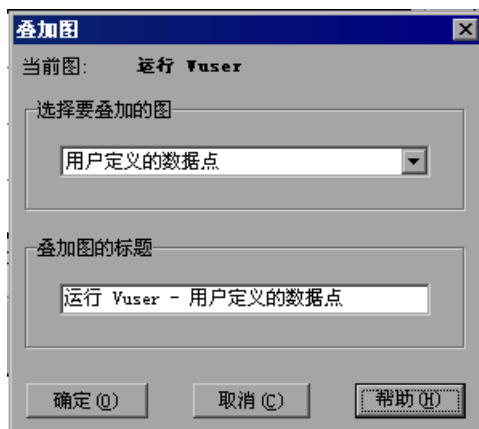 叠加图
当前图: 运行 Vuser
选择要叠加的图
用户定义的数据点
叠加图的标题
运行 Vuser - 用户定义的数据点
确定(O) 取消(C) 帮助(H)